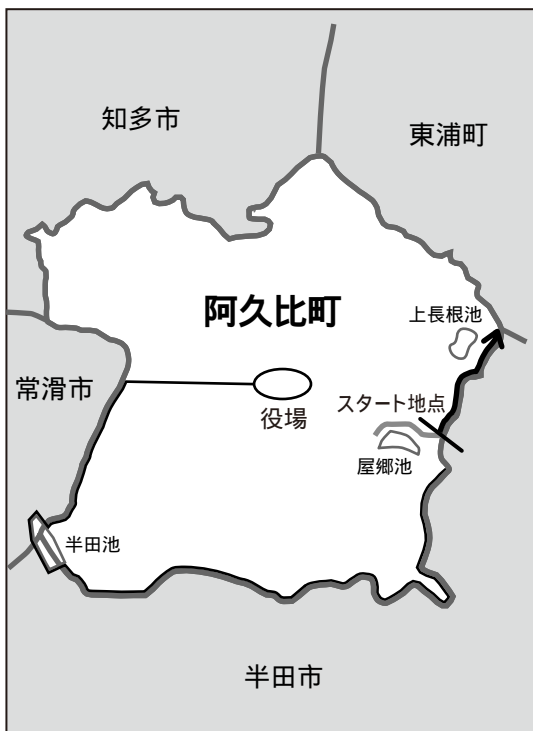 知多市
東浦町
阿久比町
上長根池
常滑市
スタート地点
役場
屋郷池
半田池
半田市